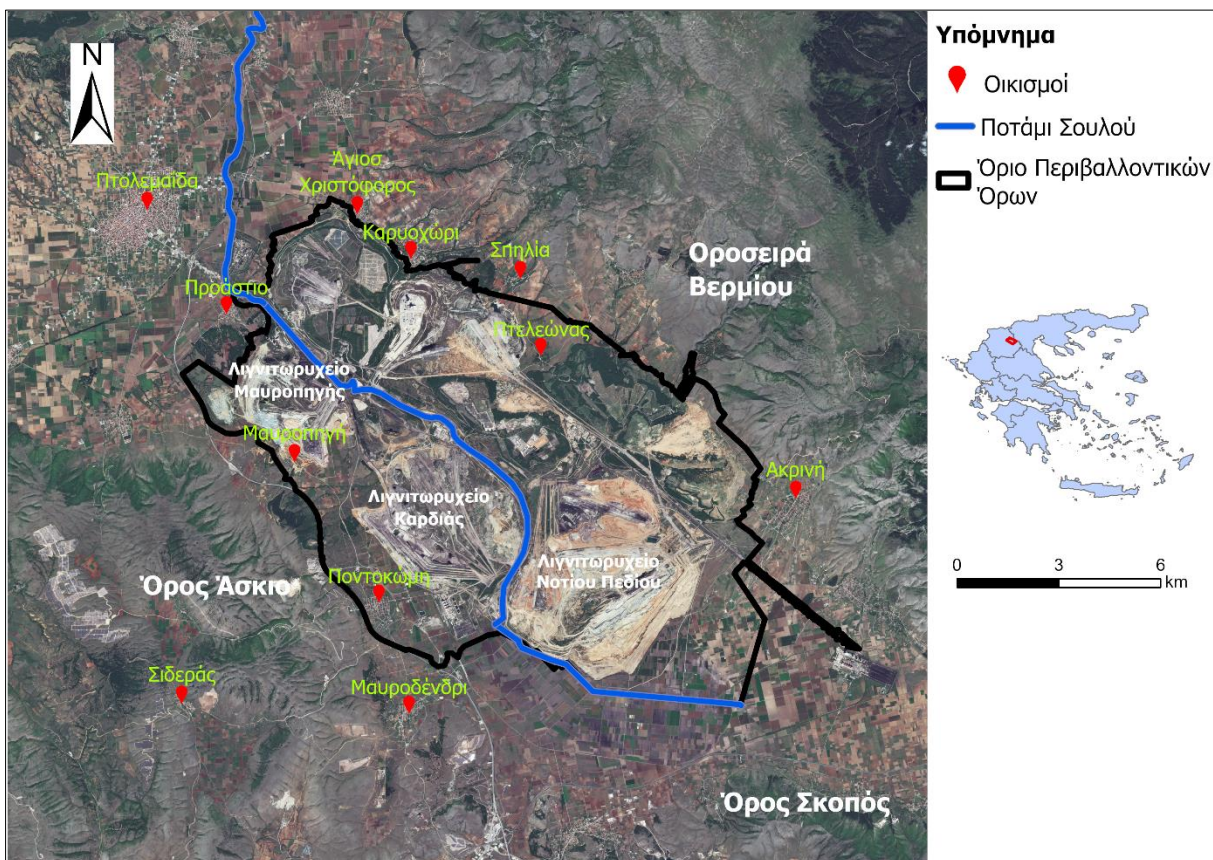 N
Πτολεμαΐδα
Άγιοσ
Χριστόφορος
Καρυοχώρι
Σπηλιά
Προάστιο
Πτελεώνας
Οροσειρά
Βερμίου
Λιγνιτωρυχείο
Μαυροπηγής
Μαυροπηγή
Ακρινή
Λιγνιτωρυχείο
Καρδιάς
Λιγνιτωρυχείο
Νοτίου Πεδίου
Όρος Άσκιο
Ποντοκώμη
Σιδεράς
Μαυροδένδρι
Όρος Σκοπός
Υπόμνημα
Οικισμοί
Ποτάμι Σουλού
Όριο Περιβαλλοντικών
Όρων
0 3 6
km